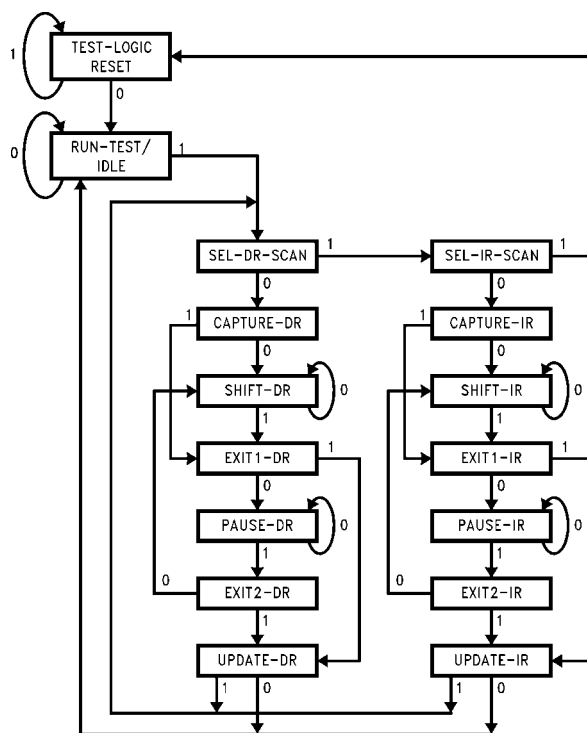 1
TEST-LOGIC
RESET
0
0
RUN-TEST/
IDLE
1
SEL-DR-SCAN
1
SEL-IR-SCAN
1
0
0
1
CAPTURE-DR
1
CAPTURE-IR
0
0
SHIFT-DR
0
SHIFT-IR
0
1
1
EXIT1-DR
1
EXIT1-IR
1
0
0
PAUSE-DR
0
PAUSE-IR
0
1
1
0
EXIT2-DR
0
EXIT2-IR
1
1
UPDATE-DR
UPDATE-IR
1
0
1
0